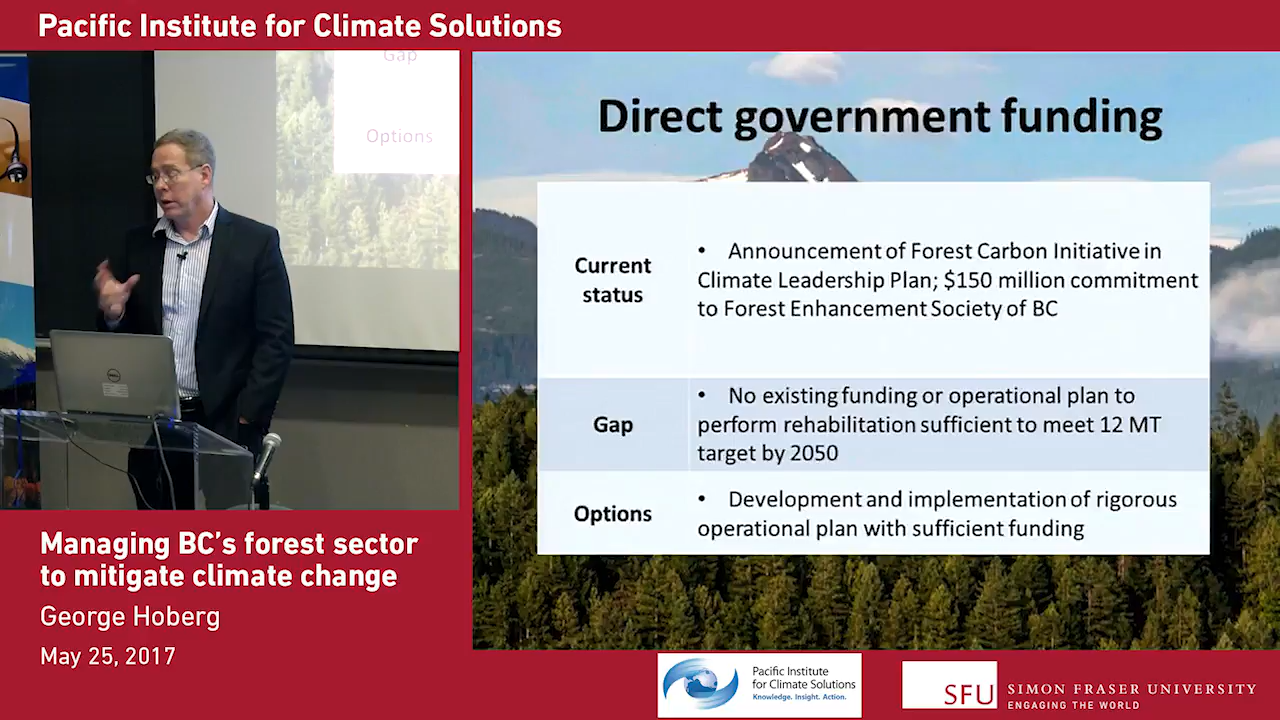 Pacific Institute for Climate Solutions
Gap
Options
Direct government funding
Current
status
• Announcement of Forest Carbon Initiative in
Climate Leadership Plan; $150 million commitment
to Forest Enhancement Society of BC
Gap
• No existing funding or operational plan to
perform rehabilitation sufficient to meet 12 MT
target by 2050
Options
• Development and implementation of rigorous
operational plan with sufficient funding
DELL
Managing BC's forest sector
to mitigate climate change
George Hoberg
May 25, 2017
Pacific Institute
for Climate Solutions
Knowledge. Insight. Action.
SFU
SIMON FRASER UNIVERSITY
ENGAGING THE WORLD